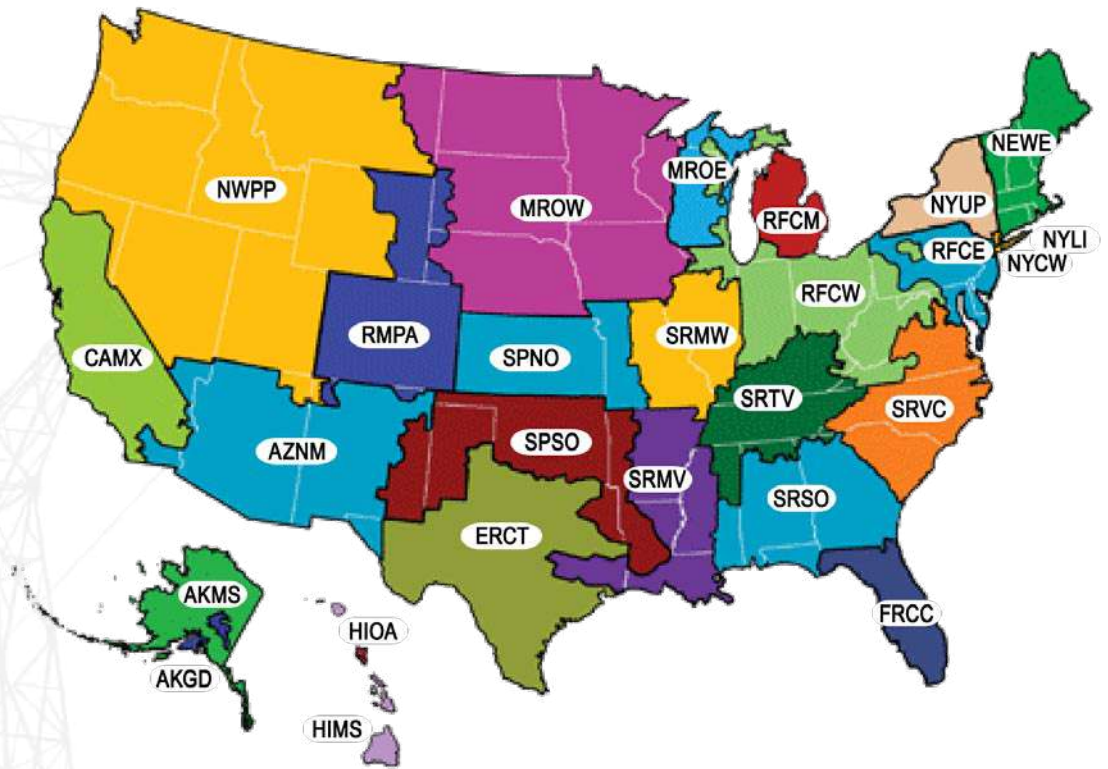 NEWE
MROE
NWPP
NYUP
MROW
RFCM
NYLI
RFCE
NYCW
RFCW
RMPA
SRMW
CAMX
SPNO
SRTV
SRVC
SPSO
AZNM
SRMV
SRSO
ERCT
AKMS
FRCC
HIOA
AKGD
HIMS